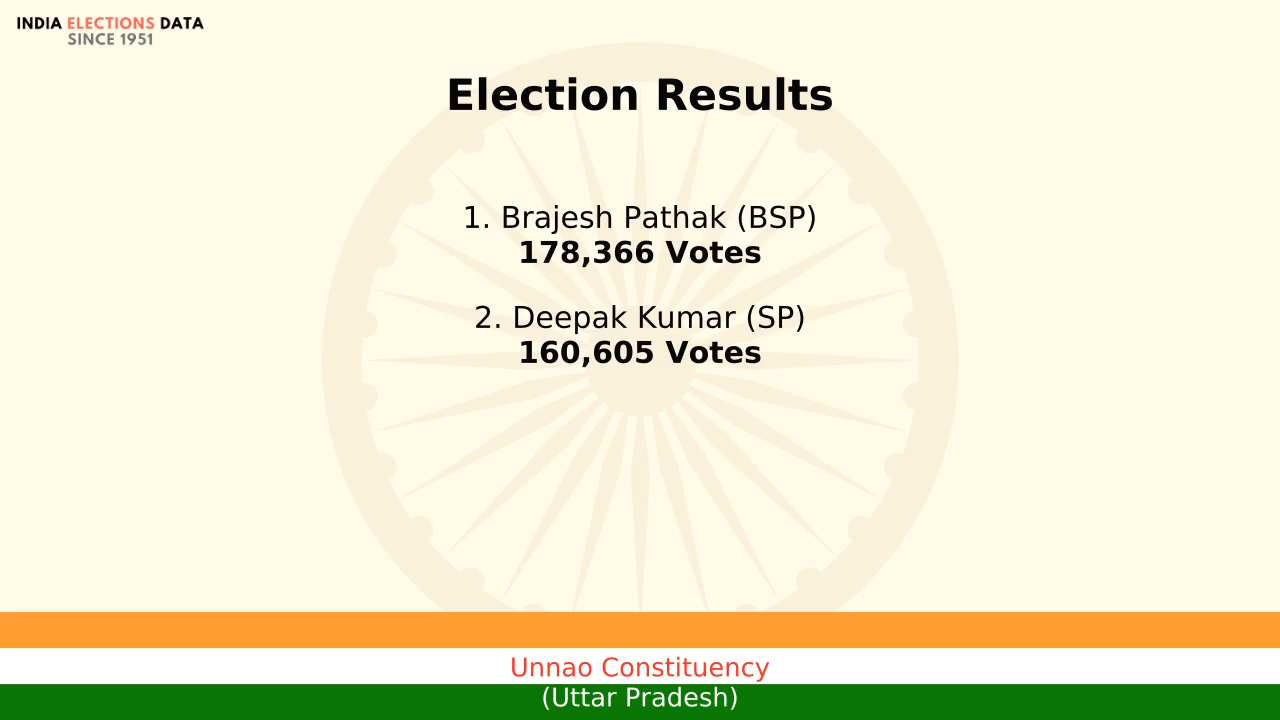 INDIA ELECTIONS DATA
SINCE 1951
Election Results
1. Brajesh Pathak (BSP)
178,366 Votes
2. Deepak Kumar (SP)
160,605 Votes
Unnao Constituency
(Uttar Pradesh)